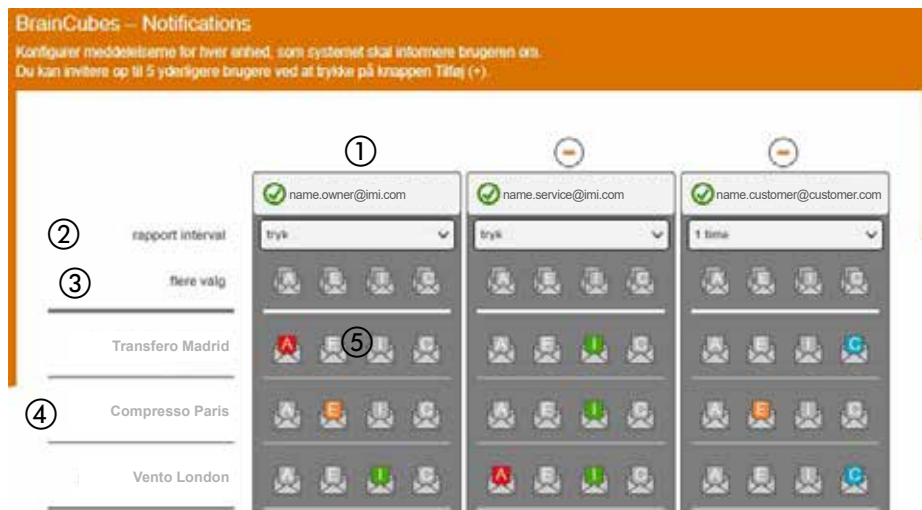 BrainCubes – Notifications
Konfigurer meddelelserne for hver enhed, som systemet skal informere brugeren om.
Du kan invitere op til 5 yderligere brugere ved at trykke på knappen Tilføj (+).
①
name.owner@imi.com name.service@imi.com name.customer@customer.com
② rapport interval tryk tryk 1 time
③ flere valg A E I C A E I C A E I C
Transfero Madrid A E ⑤ I C A E I C A E I C
④ Compresso Paris A E I C A E I C A E I C
Vento London A E I C A E I C A E I C